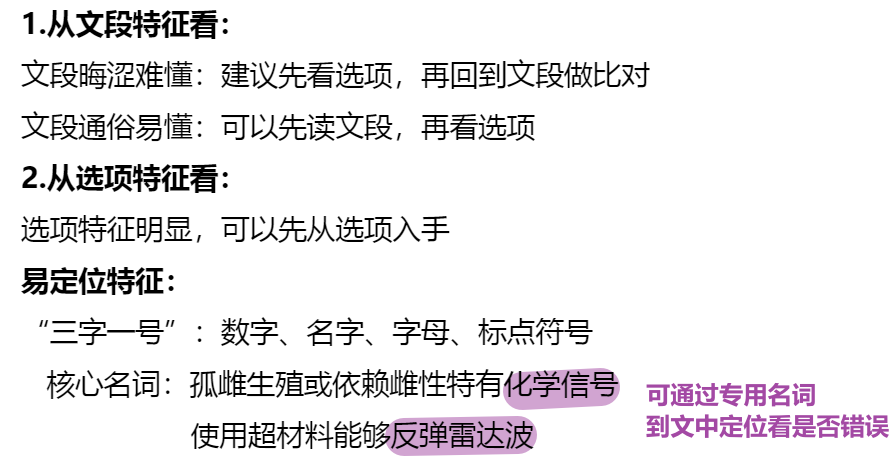 1.从文段特征看：
文段晦涩难懂：建议先看选项，再回到文段做比对
文段通俗易懂：可以先读文段，再看选项
2.从选项特征看：
选项特征明显，可以先从选项入手
易定位特征：
“三字一号”：数字、名字、字母、标点符号
核心名词：孤雌生殖或依赖雌性特有化学信号
使用超材料能够反弹雷达波
可通过专用名词
到文中定位看是否错误